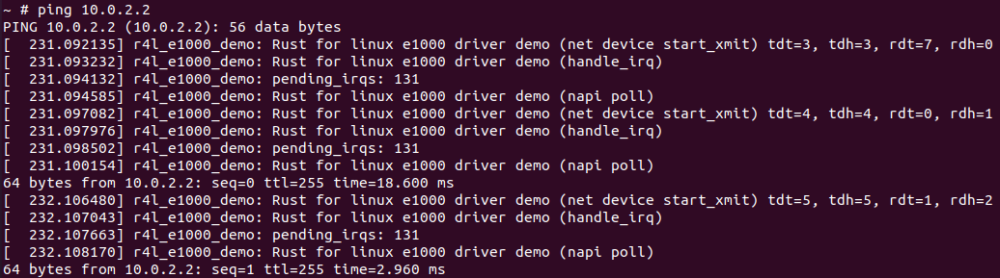 ~ # ping 10.0.2.2
PING 10.0.2.2 (10.0.2.2): 56 data bytes
[  231.092135] r4l_e1000_demo: Rust for linux e1000 driver demo (net device start_xmit) tdt=3, tdh=3, rdt=7, rdh=0
[  231.093232] r4l_e1000_demo: Rust for linux e1000 driver demo (handle_irq)
[  231.094132] r4l_e1000_demo: pending_irqs: 131
[  231.094585] r4l_e1000_demo: Rust for linux e1000 driver demo (napi poll)
[  231.097082] r4l_e1000_demo: Rust for linux e1000 driver demo (net device start_xmit) tdt=4, tdh=4, rdt=0, rdh=1
[  231.097976] r4l_e1000_demo: Rust for linux e1000 driver demo (handle_irq)
[  231.098502] r4l_e1000_demo: pending_irqs: 131
[  231.100154] r4l_e1000_demo: Rust for linux e1000 driver demo (napi poll)
64 bytes from 10.0.2.2: seq=0 ttl=255 time=18.600 ms
[  232.106480] r4l_e1000_demo: Rust for linux e1000 driver demo (net device start_xmit) tdt=5, tdh=5, rdt=1, rdh=2
[  232.107043] r4l_e1000_demo: Rust for linux e1000 driver demo (handle_irq)
[  232.107663] r4l_e1000_demo: pending_irqs: 131
[  232.108170] r4l_e1000_demo: Rust for linux e1000 driver demo (napi poll)
64 bytes from 10.0.2.2: seq=1 ttl=255 time=2.960 ms